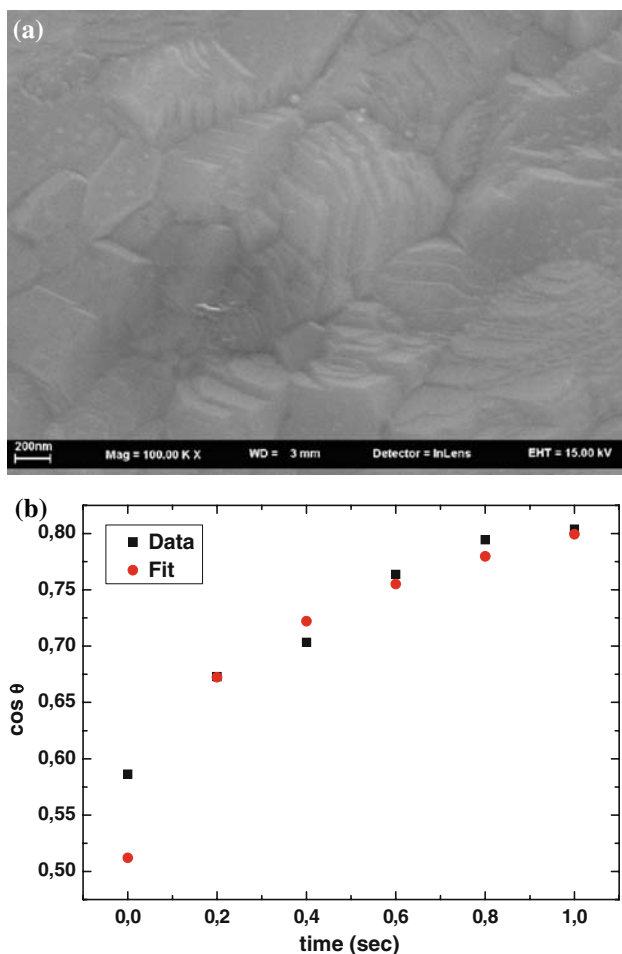 (a)
200nm
Mag = 100.00 K X WD = 3 mm Detector = InLens EHT = 15.00 kV
(b)
Data
Fit
cos θ
0,80
0,75
0,70
0,65
0,60
0,55
0,50
0,0 0,2 0,4 0,6 0,8 1,0
time (sec)